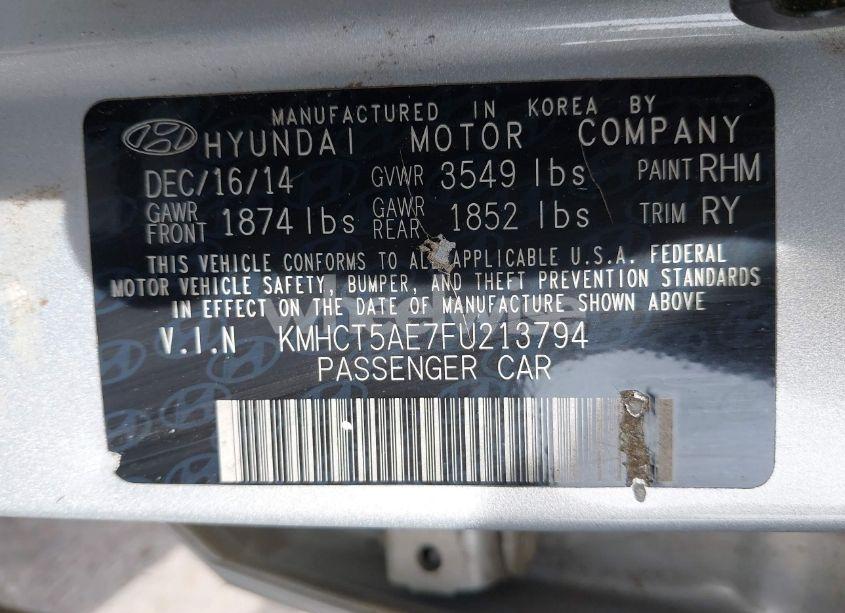 MANUFACTURED IN KOREA BY
HYUNDAI MOTOR COMPANY
DEC/16/14 GVWR 3549 lbs PAINT RHM
GAWR FRONT 1874 lbs GAWR REAR 1852 lbs TRIM RY
THIS VEHICLE CONFORMS TO ALL APPLICABLE U.S.A. FEDERAL
MOTOR VEHICLE SAFETY, BUMPER, AND THEFT PREVENTION STANDARDS
IN EFFECT ON THE DATE OF MANUFACTURE SHOWN ABOVE
V.I.N KMHCT5AE7FU213794
PASSENGER CAR